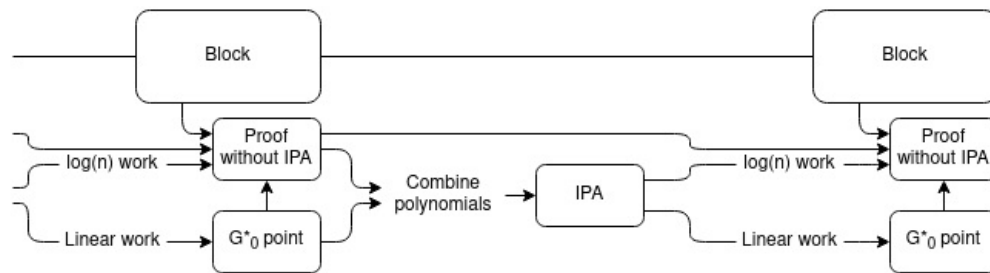 Block
Block
Proof
without IPA
Proof
without IPA
log(n) work
log(n) work
Combine
polynomials
IPA
Linear work
G*0 point
Linear work
G*0 point